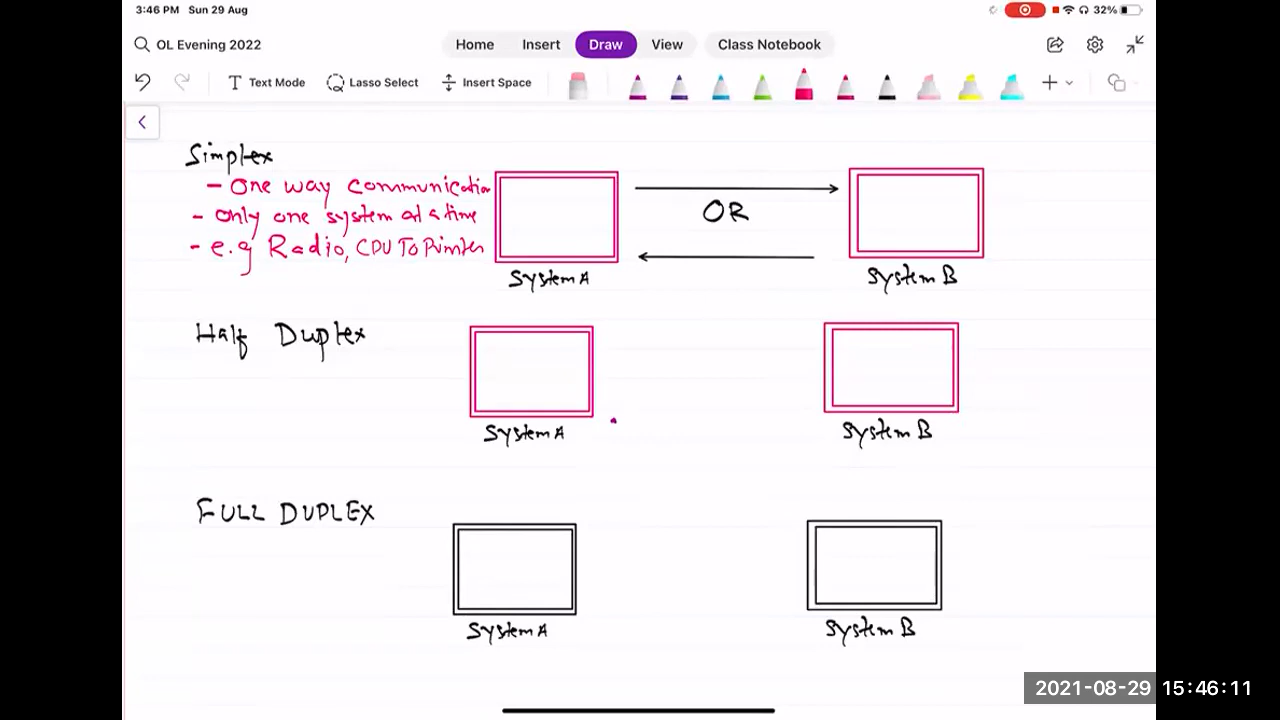 3:46 PM Sun 29 Aug
32%
OL Evening 2022
Home Insert Draw View Class Notebook
Text Mode Lasso Select Insert Space
Simplex
- One way communication
- Only one system at a time
- e.g Radio, CPU To Printer
OR
System A
System B
Half Duplex
System A
System B
FULL DUPLEX
System A
System B
2021-08-29 15:46:11